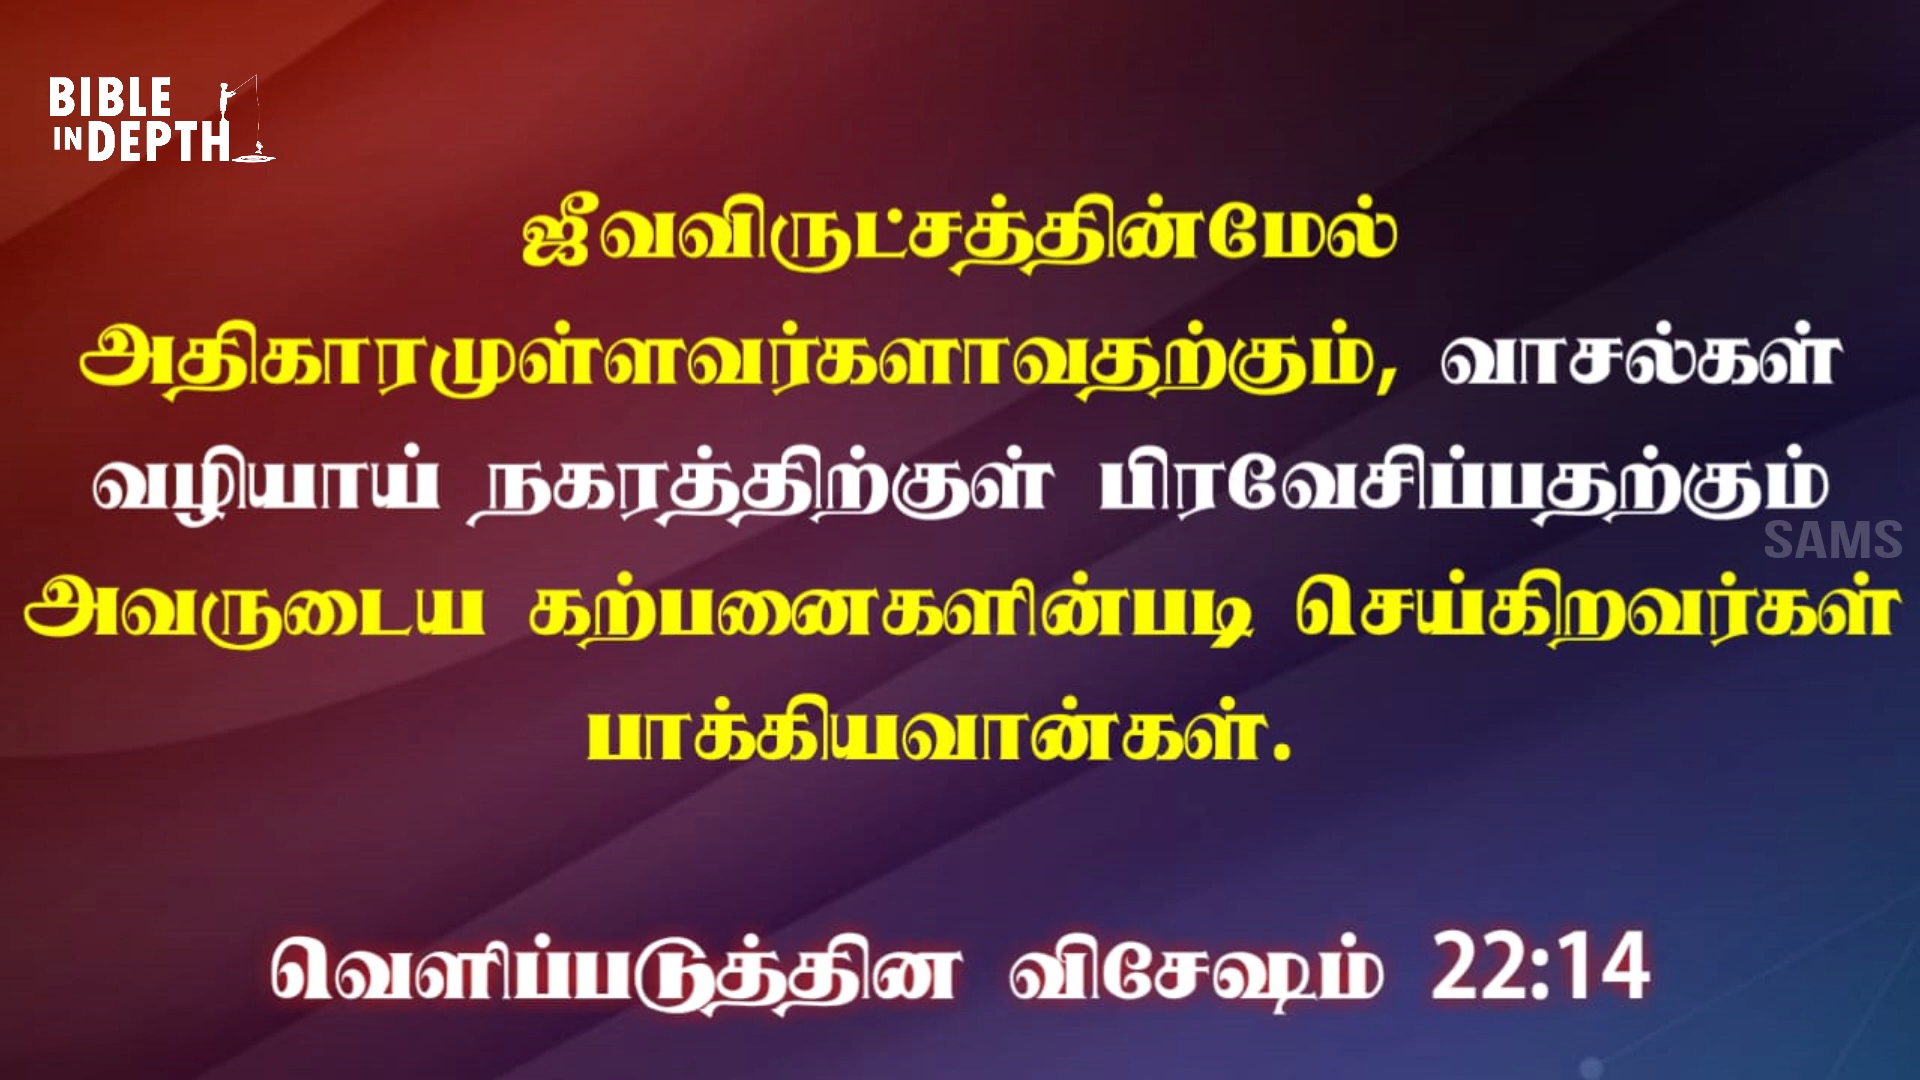 BIBLE
IN DEPTH
ஜீவவிருட்சத்தின்மேல்
அதிகாரமுள்ளவர்களாவதற்கும், வாசல்கள்
வழியாய் நகரத்திற்குள் பிரவேசிப்பதற்கும்
SAMS
அவருடைய கற்பனைகளின்படி செய்கிறவர்கள்
பாக்கியவான்கள்.
வெளிப்படுத்தின விசேஷம் 22:14